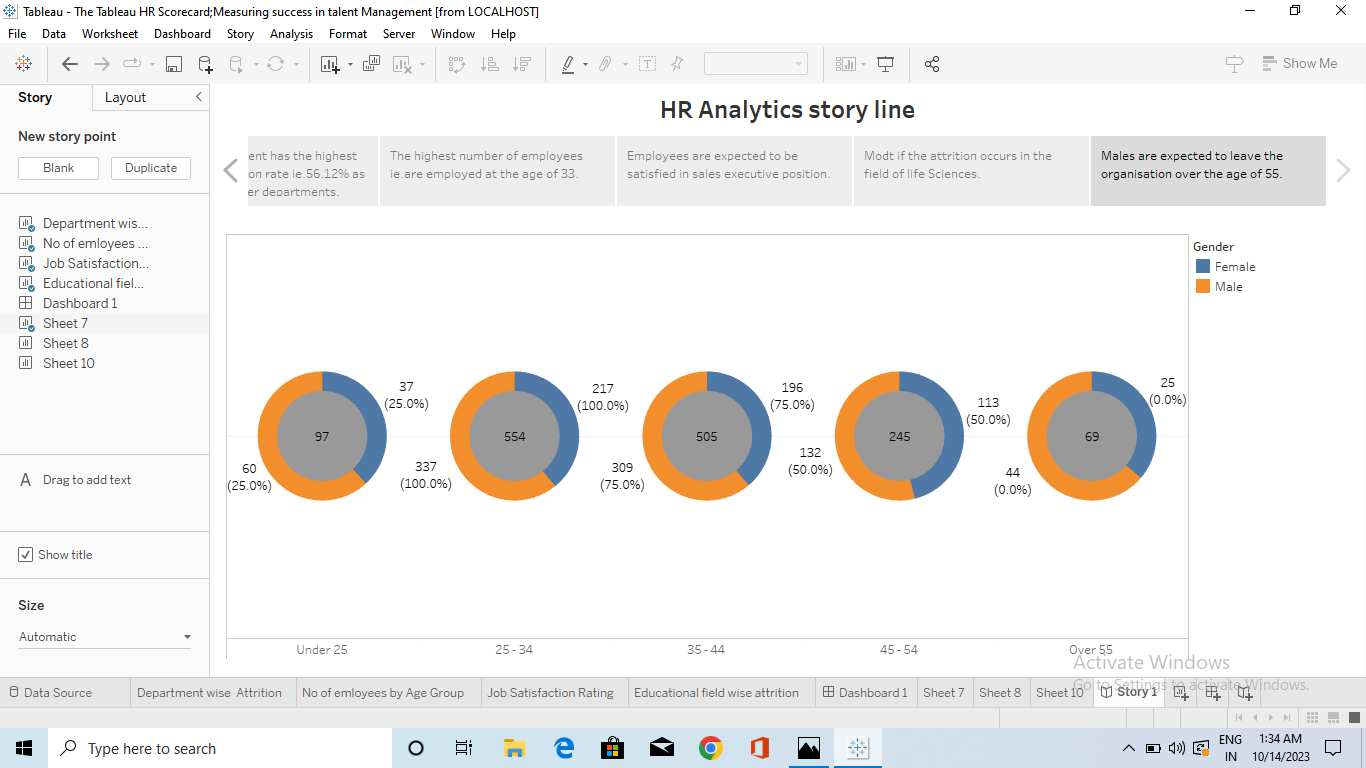 Tableau - The Tableau HR Scorecard;Measuring success in talent Management [from LOCALHOST]
File Data Worksheet Dashboard Story Analysis Format Server Window Help
Show Me
Story Layout
New story point
Blank Duplicate
Department wis...
No of emloyees ...
Job Satisfaction...
Educational fiel...
Dashboard 1
Sheet 7
Sheet 8
Sheet 10
A Drag to add text
Show title
Size
Automatic
HR Analytics story line
ent has the highest
on rate ie.56.12% as
er departments.
The highest number of employees
ie.are employed at the age of 33.
Employees are expected to be
satisfied in sales executive position.
Modt if the attrition occurs in the
field of life Sciences.
Males are expected to leave the
organisation over the age of 55.
Gender
Female
Male
37
(25.0%)
97
60
(25.0%)
217
(100.0%)
554
337
(100.0%)
196
(75.0%)
505
309
(75.0%)
113
(50.0%)
245
132
(50.0%)
25
(0.0%)
69
44
(0.0%)
Under 25 25 - 34 35 - 44 45 - 54 Over 55
Activate Windows
Go to Settings to activate Windows.
Data Source Department wise Attrition No of emloyees by Age Group Job Satisfaction Rating Educational field wise attrition Dashboard 1 Sheet 7 Sheet 8 Sheet 10 Story 1
Type here to search
ENG
IN
1:34 AM
10/14/2023